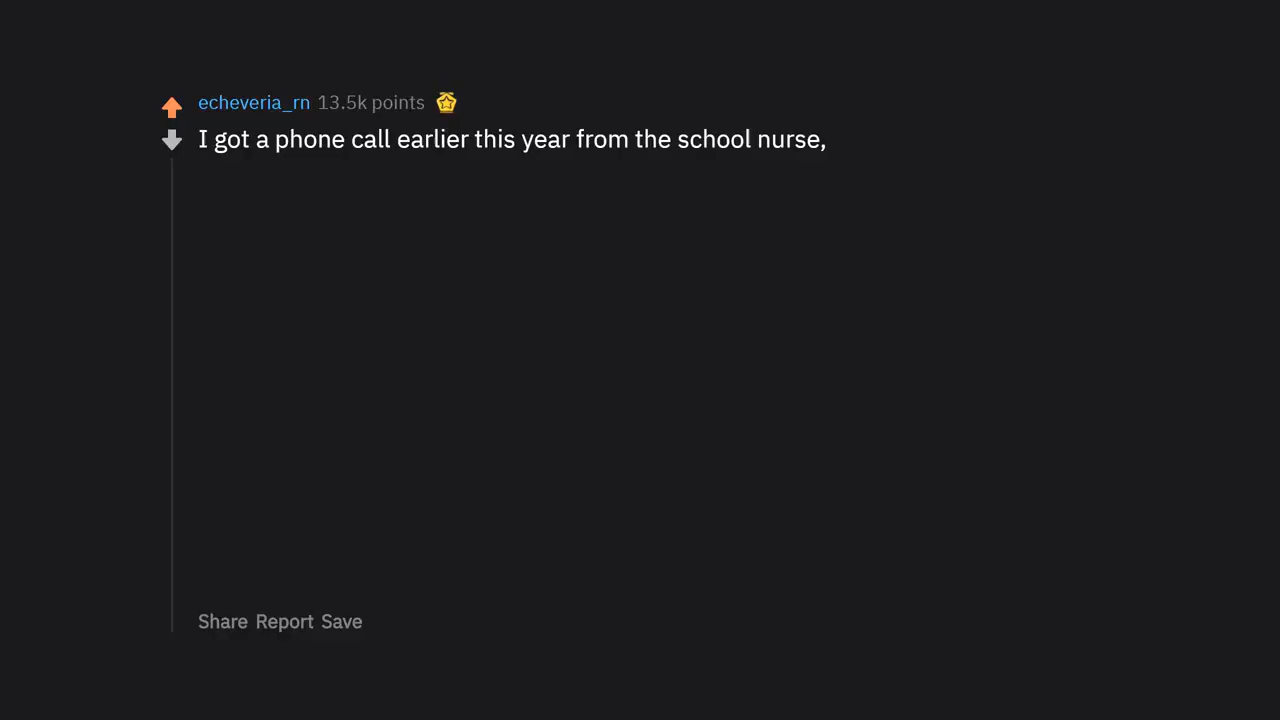 echeveria_rn 13.5k points
I got a phone call earlier this year from the school nurse,
Share Report Save